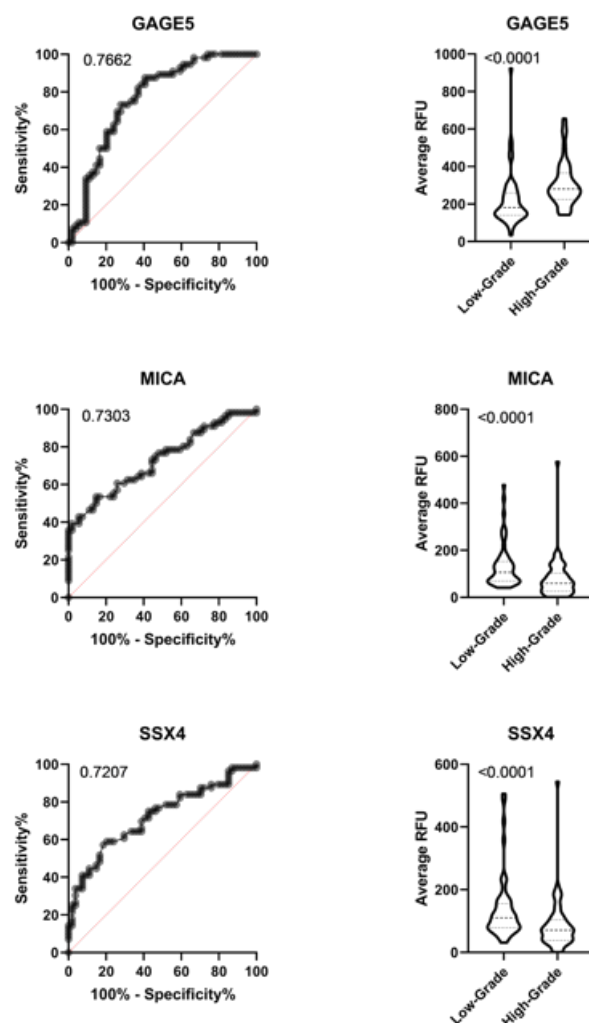 GAGE5
0.7662
Sensitivity%
100
80
60
40
20
0
0 20 40 60 80 100
100% - Specificity%
GAGE5
<0.0001
Average RFU
1000
800
600
400
200
0
Low-Grade
High-Grade
MICA
0.7303
Sensitivity%
100
80
60
40
20
0
0 20 40 60 80 100
100% - Specificity%
MICA
<0.0001
Average RFU
800
600
400
200
0
Low-Grade
High-Grade
SSX4
0.7207
Sensitivity%
100
80
60
40
20
0
0 20 40 60 80 100
100% - Specificity%
SSX4
<0.0001
Average RFU
600
400
200
0
Low-Grade
High-Grade